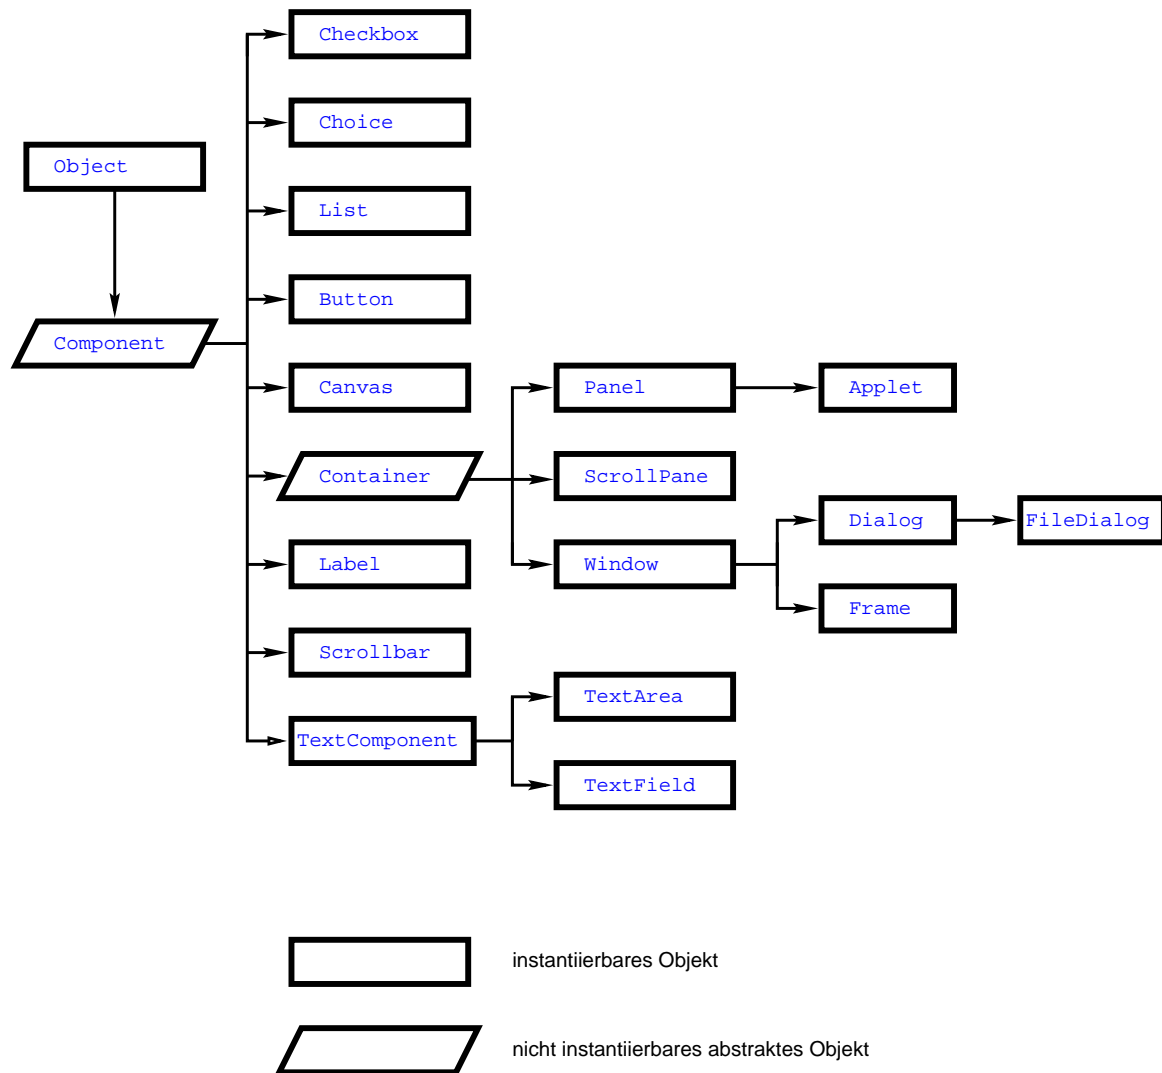 Checkbox
Choice
Object
List
Button
Component
Canvas
Panel
Applet
Container
ScrollPane
Dialog
FileDialog
Label
Window
Frame
Scrollbar
TextArea
TextComponent
TextField
instantiierbares Objekt
nicht instantiierbares abstraktes Objekt